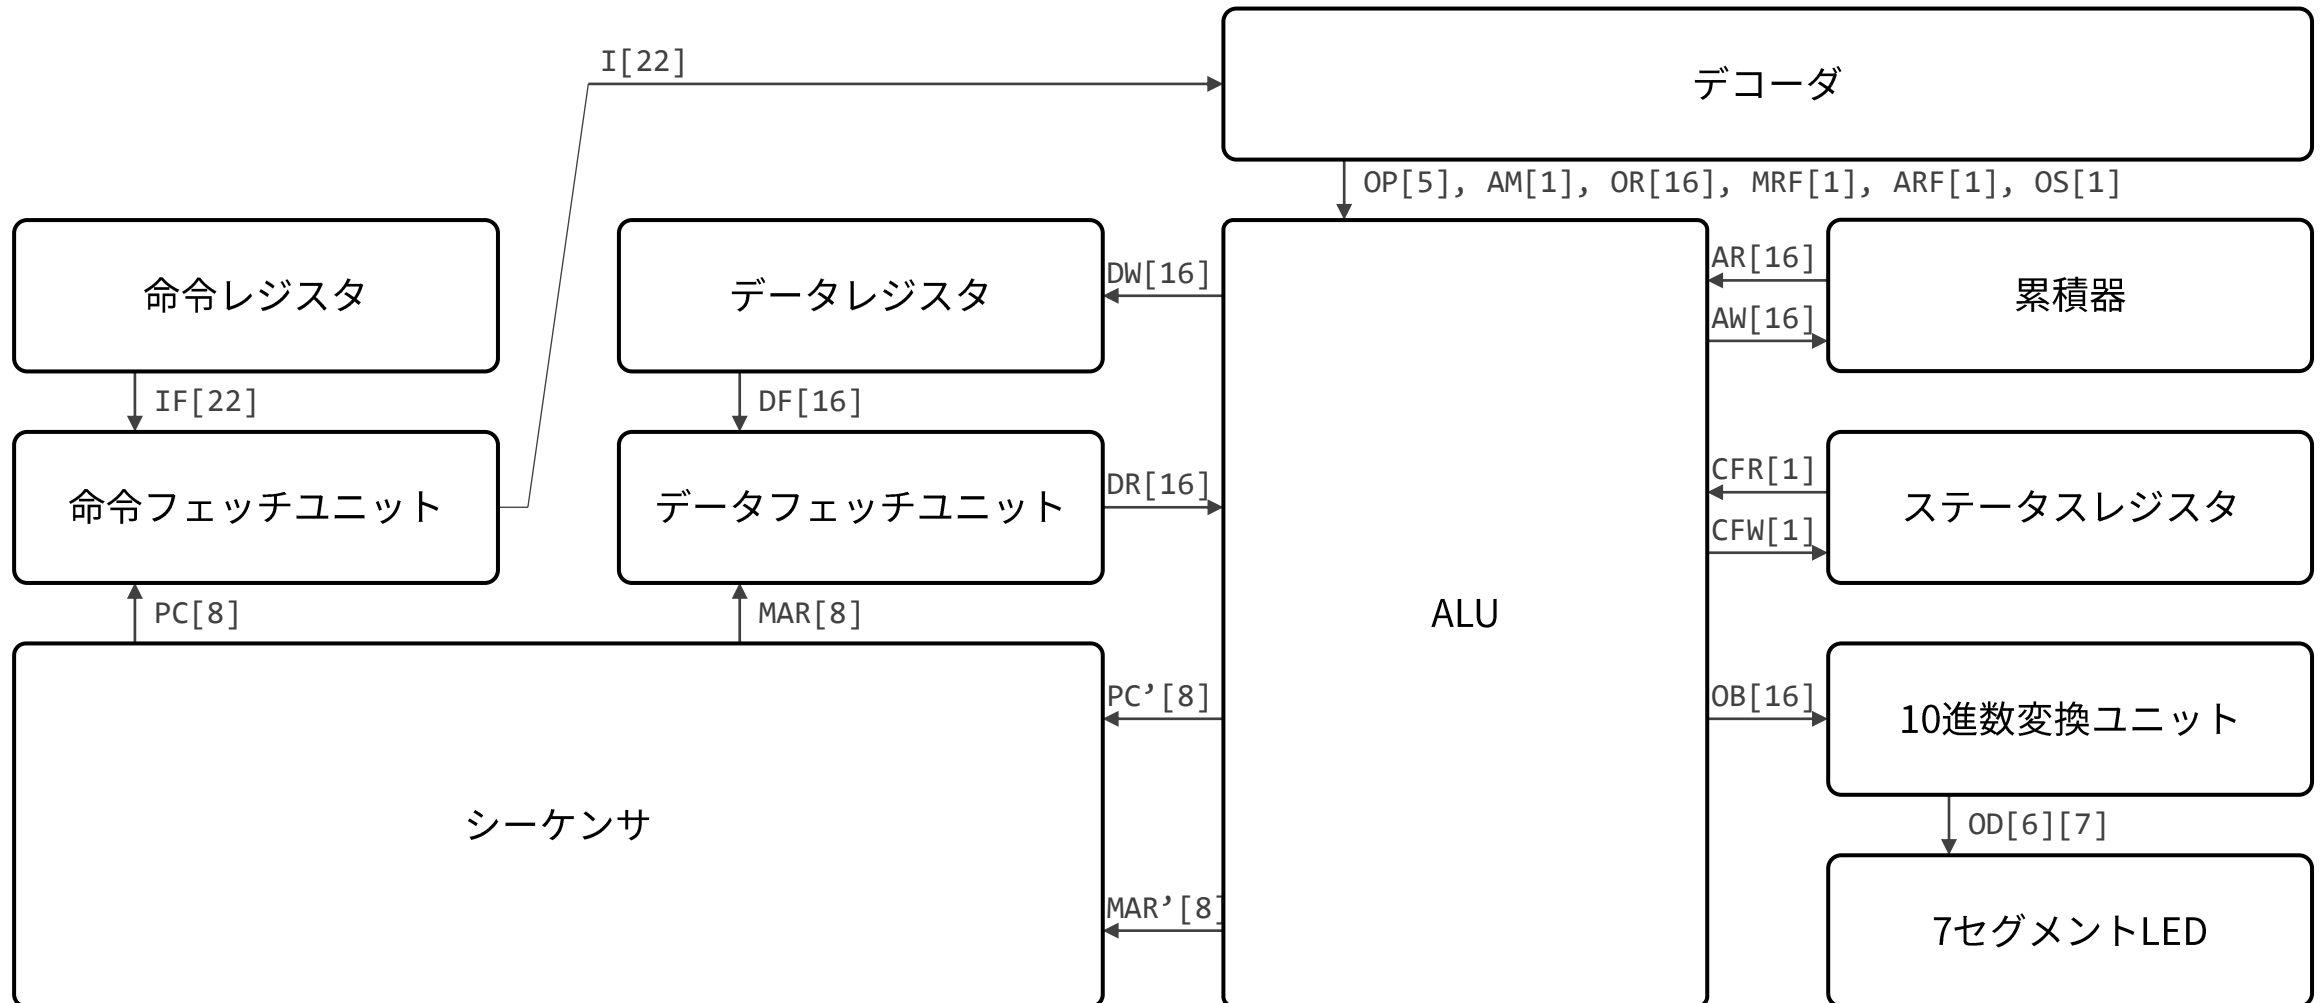 I[22]
デコーダ
OP[5], AM[1], OR[16], MRF[1], ARF[1], OS[1]
命令レジスタ
データレジスタ
DW[16]
AR[16]
AW[16]
累積器
IF[22]
DF[16]
命令フェッチユニット
データフェッチユニット
DR[16]
CFR[1]
CFW[1]
ステータスレジスタ
PC[8]
MAR[8]
ALU
PC’[8]
OB[16]
10進数変換ユニット
シーケンサ
OD[6][7]
MAR’[8]
7セグメントLED